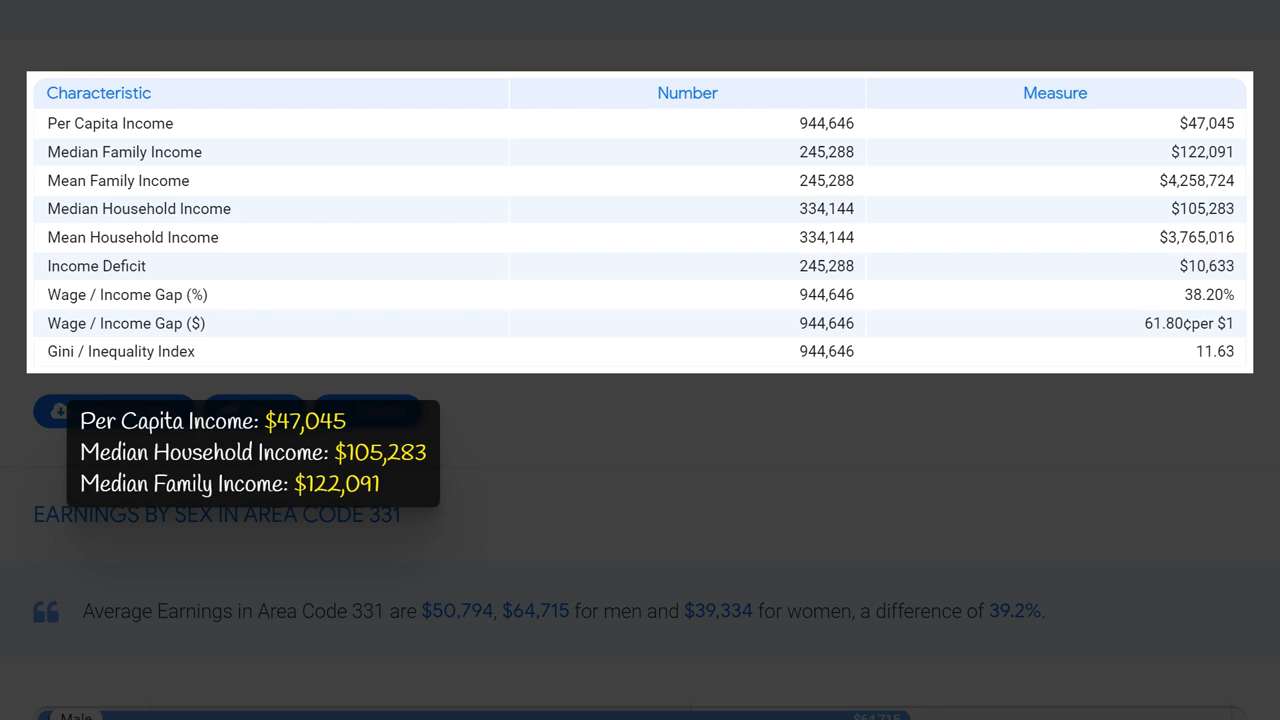 Characteristic Number Measure
Per Capita Income 944,646 $47,045
Median Family Income 245,288 $122,091
Mean Family Income 245,288 $4,258,724
Median Household Income 334,144 $105,283
Mean Household Income 334,144 $3,765,016
Income Deficit 245,288 $10,633
Wage / Income Gap (%) 944,646 38.20%
Wage / Income Gap ($) 944,646 61.80¢per $1
Gini / Inequality Index 944,646 11.63
Per Capita Income: $47,045
Median Household Income: $105,283
Median Family Income: $122,091
EARNINGS BY SEX IN AREA CODE 331
Average Earnings in Area Code 331 are $50,794, $64,715 for men and $39,334 for women, a difference of 39.2%.
Male $64,715